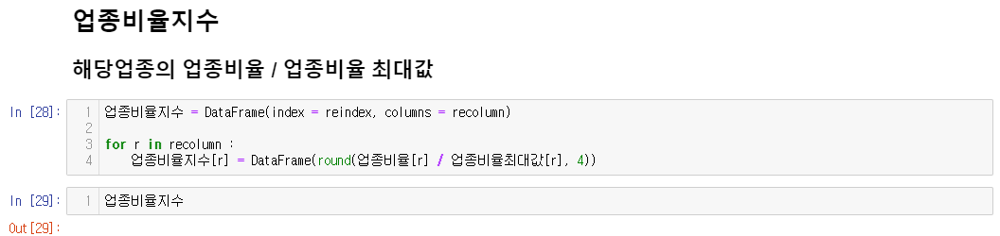 업종비율지수
해당업종의 업종비율 / 업종비율 최대값
In [28]:
1 업종비율지수 = DataFrame(index = reindex, columns = recolumn)
2
3 for r in recolumn :
4     업종비율지수[r] = DataFrame(round(업종비율[r] / 업종비율최대값[r], 4))
In [29]:
1 업종비율지수
Out[29]: